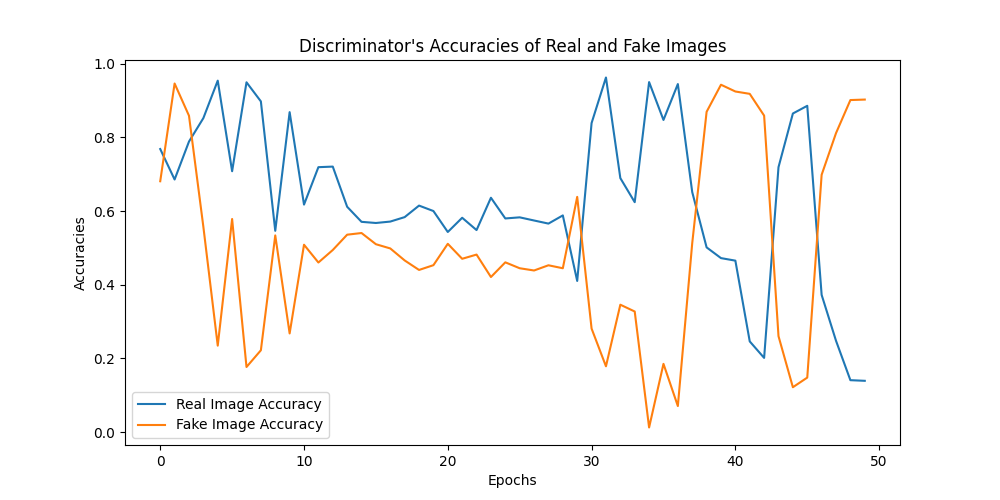 Discriminator's Accuracies of Real and Fake Images
1.0
0.8
0.6
0.4
0.2
0.0
Accuracies
Real Image Accuracy
Fake Image Accuracy
0 10 20 30 40 50
Epochs